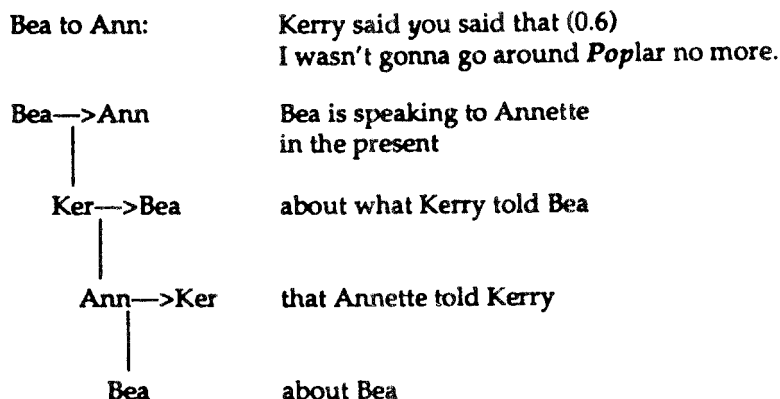 Bea to Ann: Kerry said you said that (0.6)
I wasn't gonna go around Poplar no more.
Bea—>Ann Bea is speaking to Annette
in the present
Ker—>Bea about what Kerry told Bea
Ann—>Ker that Annette told Kerry
Bea about Bea